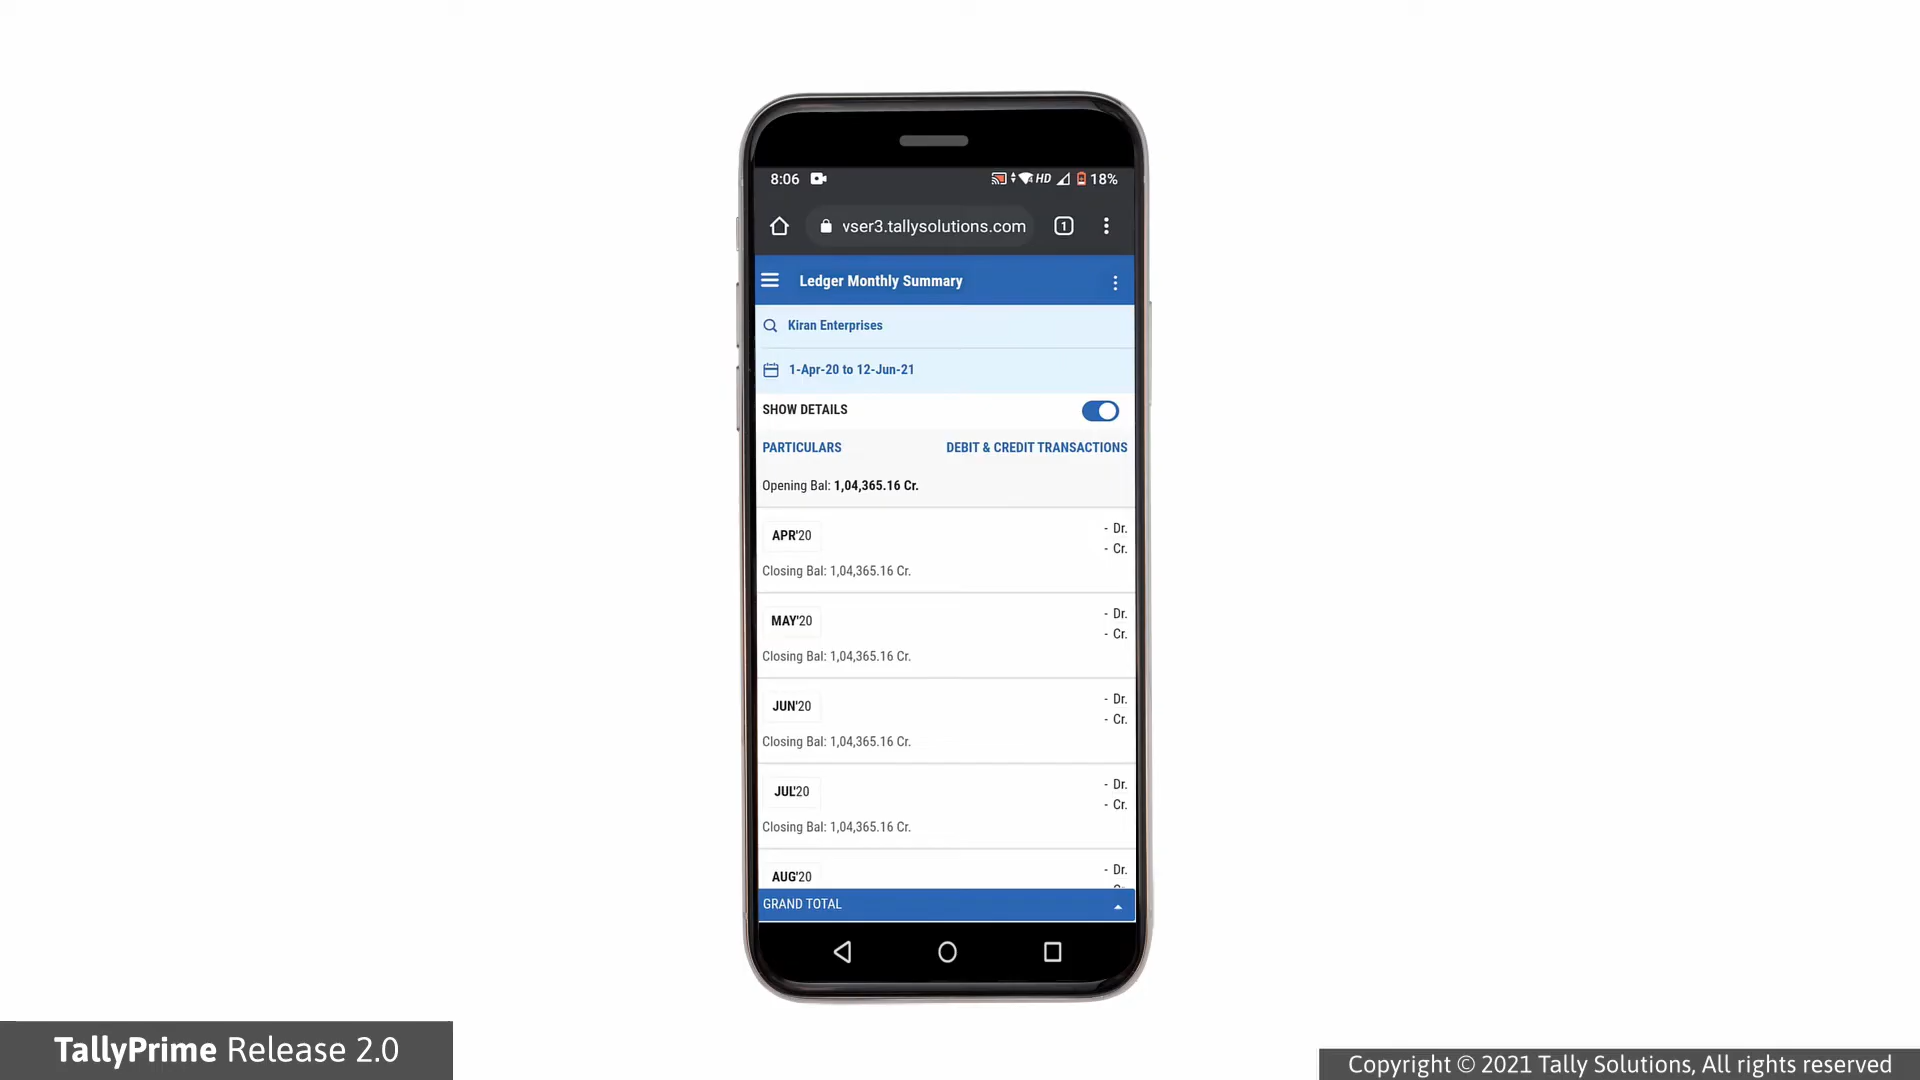 8:06 HD 18%
vser3.tallysolutions.com 1
Ledger Monthly Summary
Kiran Enterprises
1-Apr-20 to 12-Jun-21
SHOW DETAILS
PARTICULARS DEBIT & CREDIT TRANSACTIONS
Opening Bal: 1,04,365.16 Cr.
APR'20 - Dr.
- Cr.
Closing Bal: 1,04,365.16 Cr.
MAY'20 - Dr.
- Cr.
Closing Bal: 1,04,365.16 Cr.
JUN'20 - Dr.
- Cr.
Closing Bal: 1,04,365.16 Cr.
JUL'20 - Dr.
- Cr.
Closing Bal: 1,04,365.16 Cr.
AUG'20 - Dr.
GRAND TOTAL
TallyPrime Release 2.0
Copyright © 2021 Tally Solutions, All rights reserved